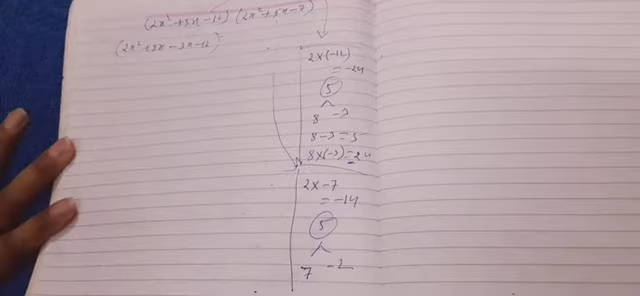 (2x²+5x-12) (2x²+5x-7)
(2x²+8x-3x-12)
2x(-12)
= -24
5
8 -3
8-3=5
8x(-3)=-24
2x-7
= -14
5
7 -2